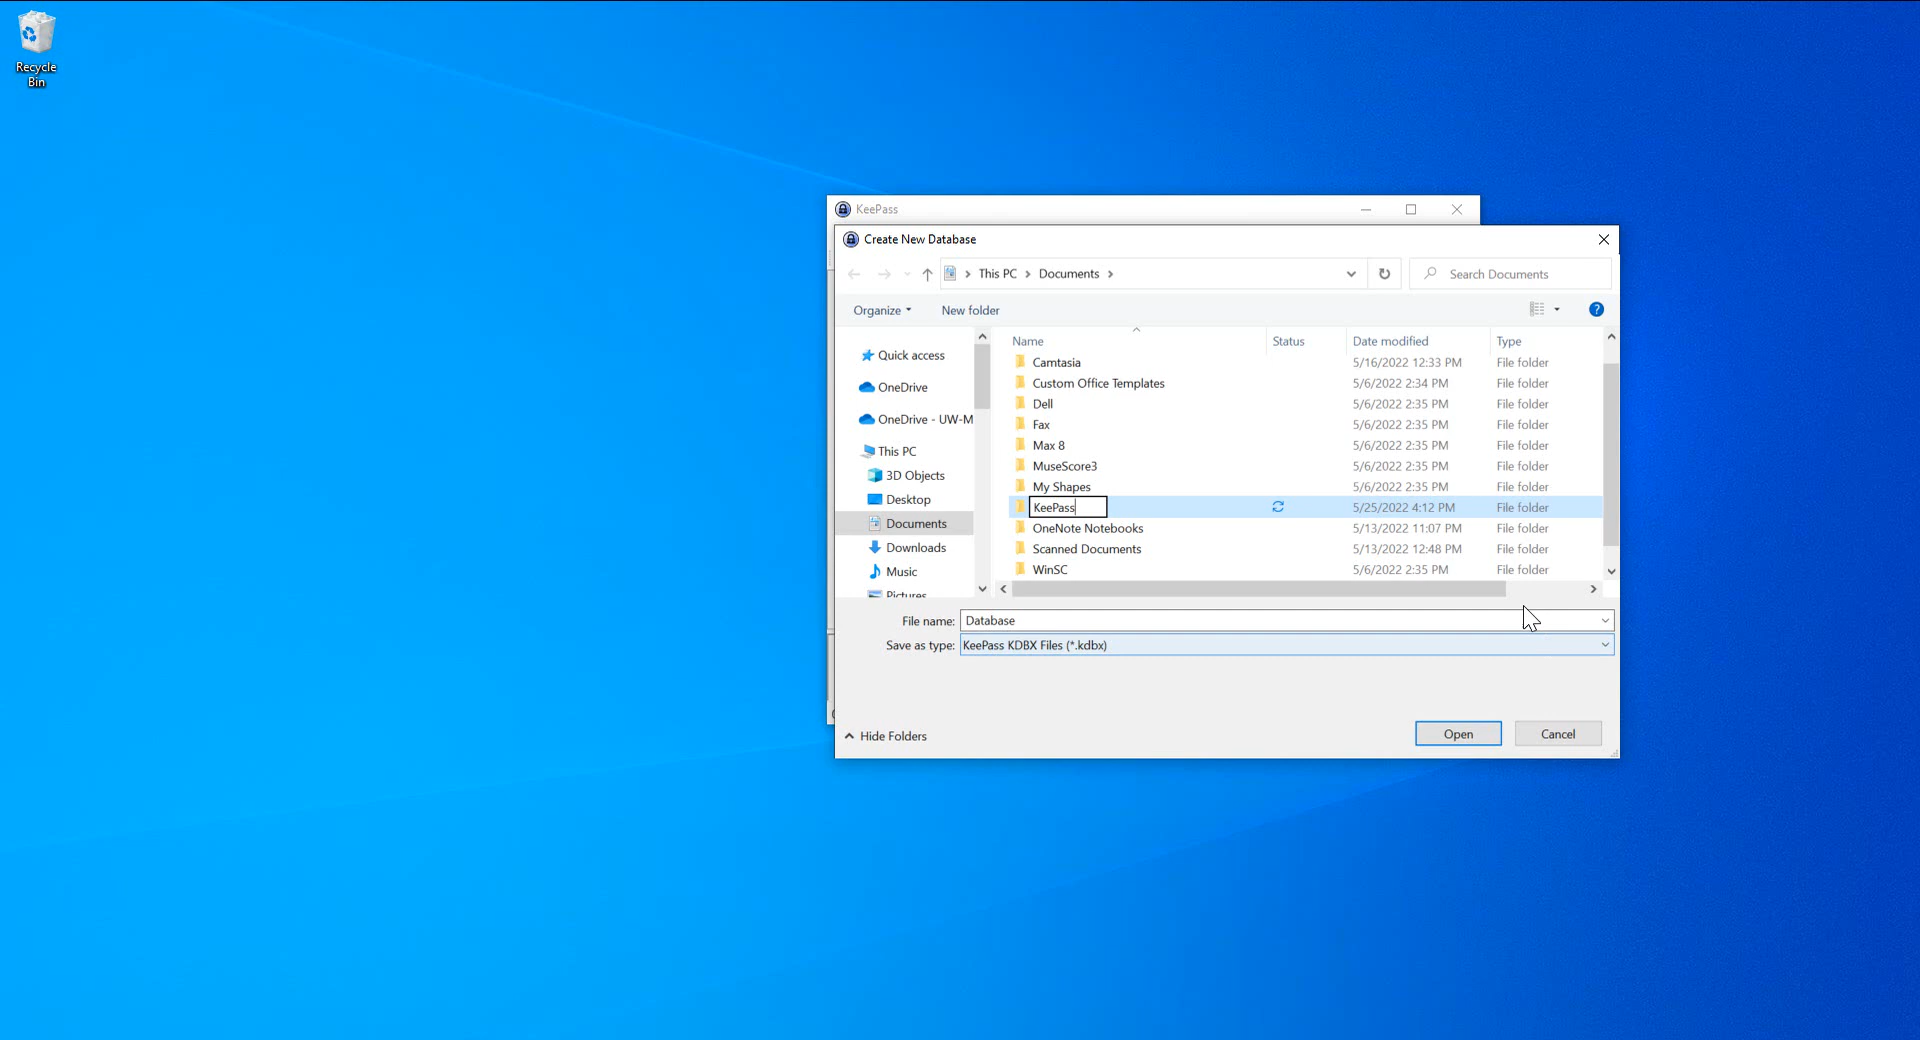 Recycle
Bin
KeePass
Create New Database
This PC > Documents >
Search Documents
Organize
New folder
Name Status Date modified Type
Quick access
OneDrive
OneDrive - UW-M
This PC
3D Objects
Desktop
Documents
Downloads
Music
Pictures
Camtasia 5/16/2022 12:33 PM File folder
Custom Office Templates 5/6/2022 2:34 PM File folder
Dell 5/6/2022 2:35 PM File folder
Fax 5/6/2022 2:35 PM File folder
Max 8 5/6/2022 2:35 PM File folder
MuseScore3 5/6/2022 2:35 PM File folder
My Shapes 5/6/2022 2:35 PM File folder
KeePass 5/25/2022 4:12 PM File folder
OneNote Notebooks 5/13/2022 11:07 PM File folder
Scanned Documents 5/13/2022 12:48 PM File folder
WinSC 5/6/2022 2:35 PM File folder
File name: Database
Save as type: KeePass KDBX Files (*.kdbx)
Hide Folders
Open
Cancel